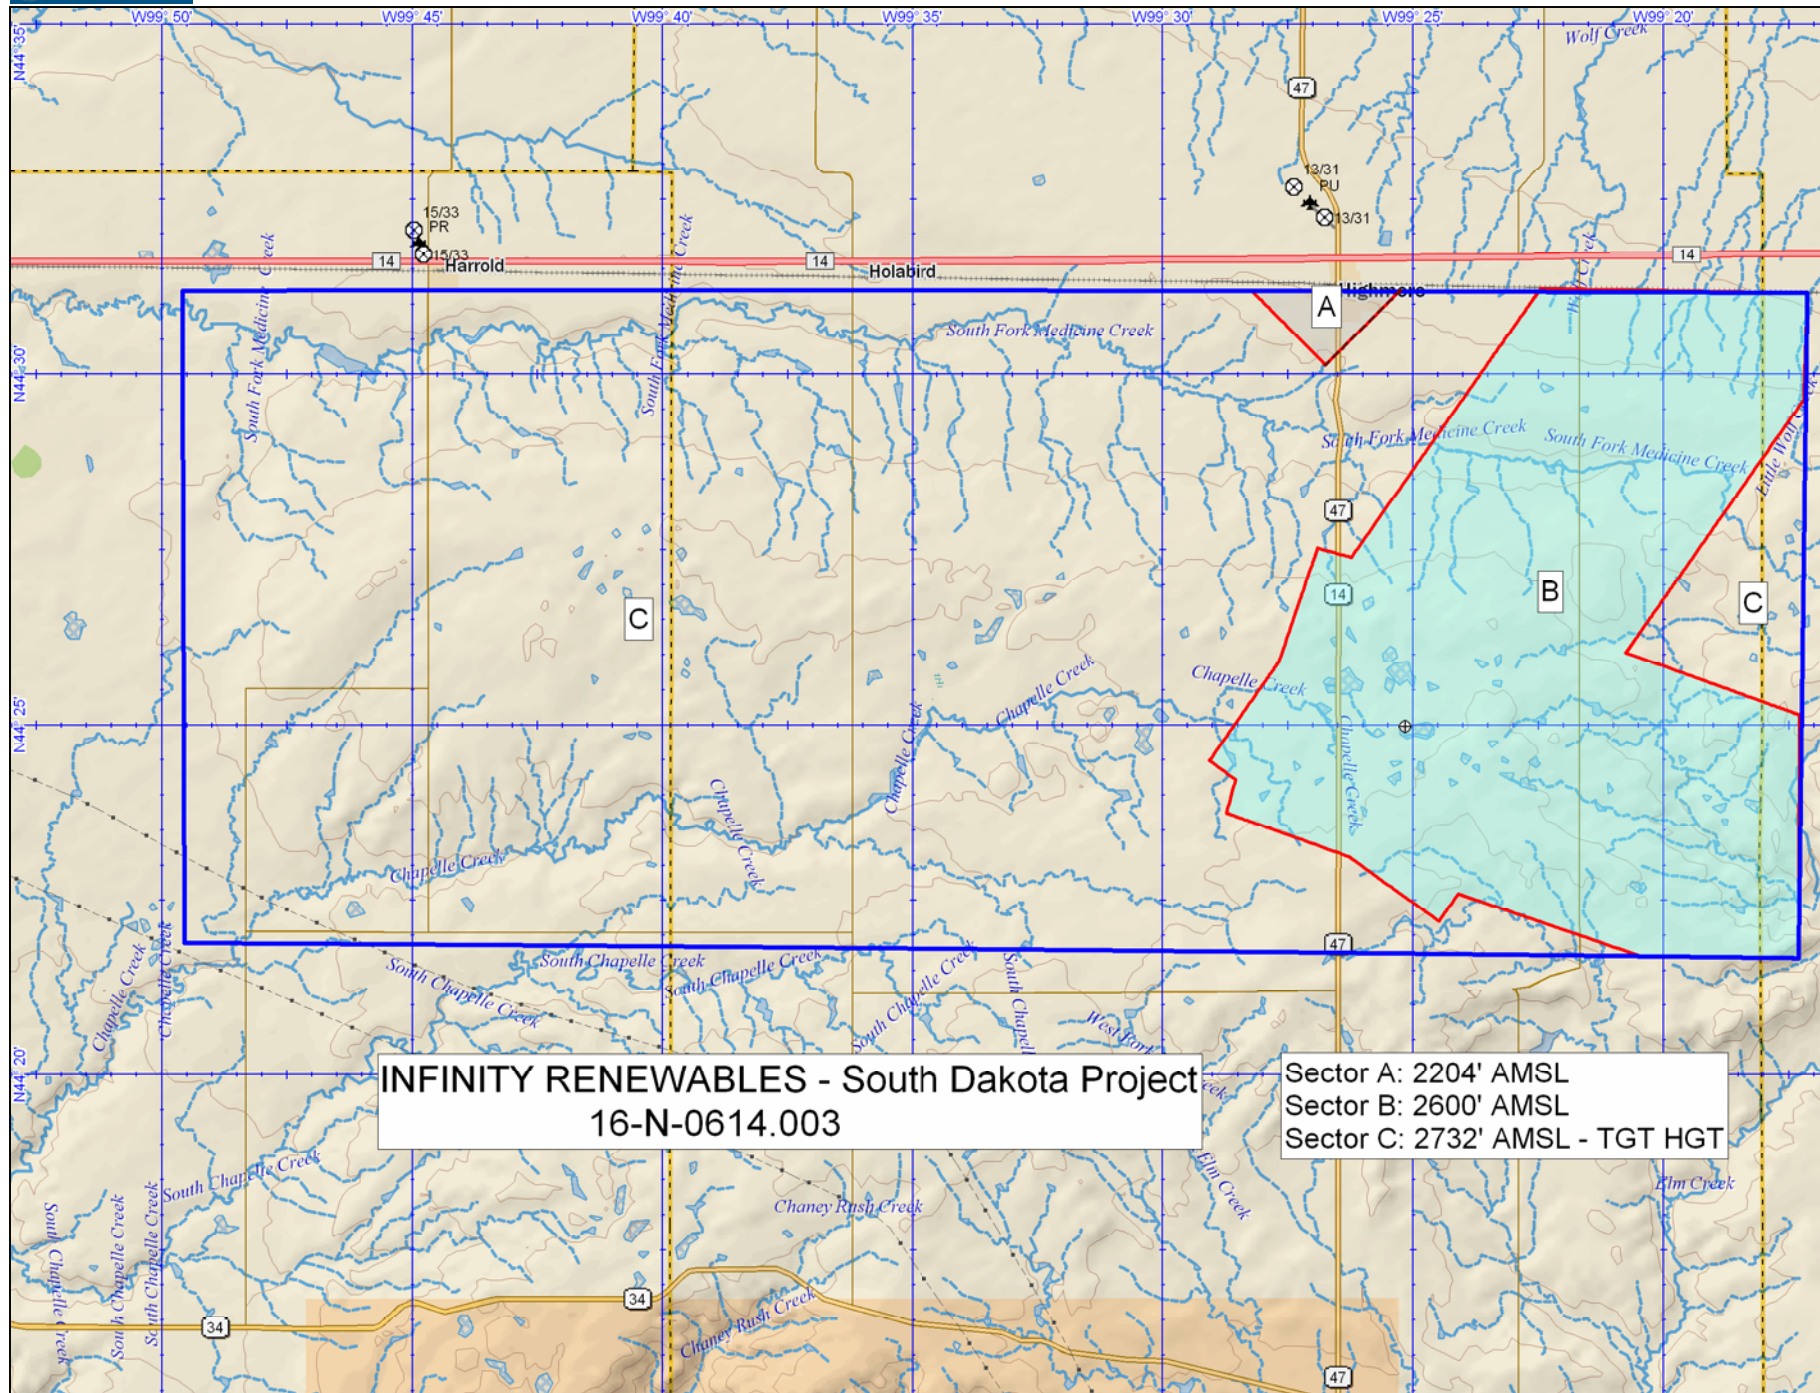 W99° 50'
W99° 45'
W99° 40'
W99° 35'
W99° 30'
W99° 25'
W99° 20'
N44° 35'
Wolf Creek
47
13/31
PU
13/31
15/33
PR
15/33
14
Harrold
14
Holabird
14
Highmore
A
Wolf Creek
South Fork Medicine Creek
South Fork Medicine Creek
South Fork Medicine Creek
N44° 30'
South Fork Medicine Creek
South Fork Medicine Creek
Little Wolf
47
C
14
B
C
Chapelle Creek
Chapelle Creek
N44° 25'
Chapelle Creek
Chapelle Creek
Chapelle Creek
Chapelle Creek
47
Chapelle Creek
Chapelle Creek
South Chapelle Creek
South Chapelle Creek
South Chapelle Creek
South Chapelle Creek
South Chapell
West Fork
N44° 20'
INFINITY RENEWABLES - South Dakota Project
16-N-0614.003
Sector A: 2204' AMSL
Sector B: 2600' AMSL
Sector C: 2732' AMSL - TGT HGT
South Chapelle Creek
Elm Creek
Elm Creek
Chaney Rush Creek
South Chapelle Creek
South Chapelle Creek
South Chapelle Creek
Chaney Rush Creek
34
34
47